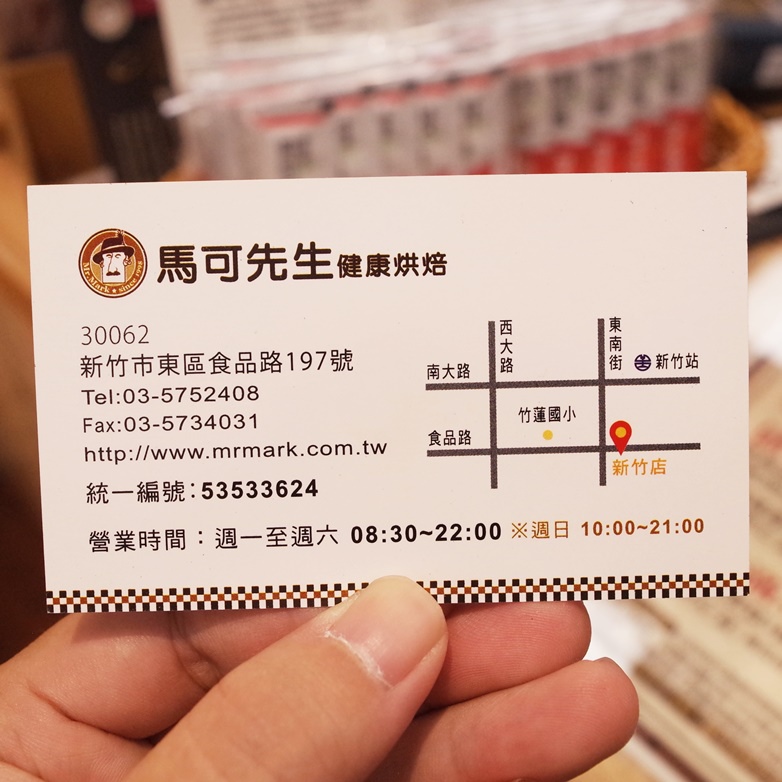 馬可先生健康烘焙
Mr.Mark since 1998
30062
新竹市東區食品路197號
Tel:03-5752408
Fax:03-5734031
http://www.mrmark.com.tw
統一編號:53533624
營業時間：週一至週六 08:30~22:00 ※週日 10:00~21:00
西大路
東南街
新竹站
南大路
竹蓮國小
食品路
新竹店